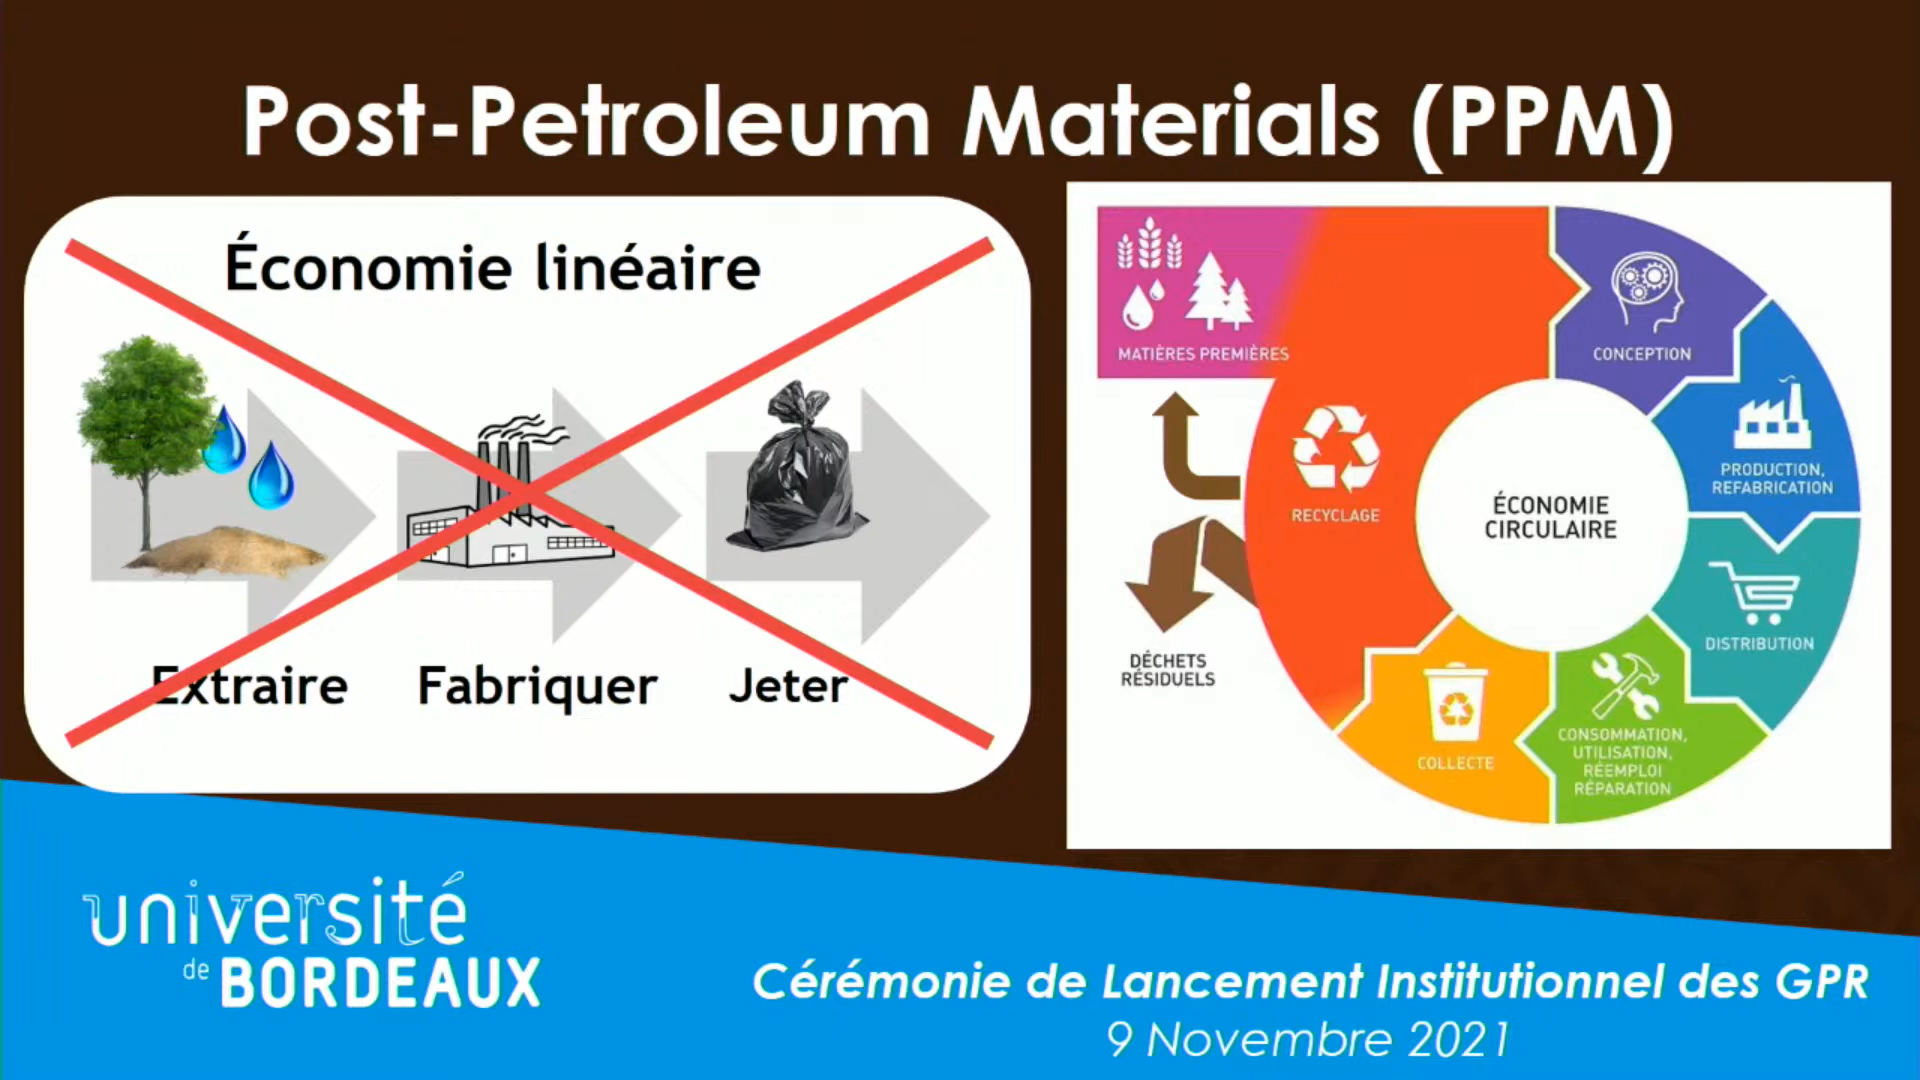 Post-Petroleum Materials (PPM)
Économie linéaire
Extraire Fabriquer Jeter
MATIÈRES PREMIÈRES
CONCEPTION
PRODUCTION,
REFABRICATION
DISTRIBUTION
CONSOMMATION,
UTILISATION,
RÉEMPLOI
RÉPARATION
COLLECTE
RECYCLAGE
ÉCONOMIE
CIRCULAIRE
DÉCHETS
RÉSIDUELS
université
de BORDEAUX
Cérémonie de Lancement Institutionnel des GPR
9 Novembre 2021